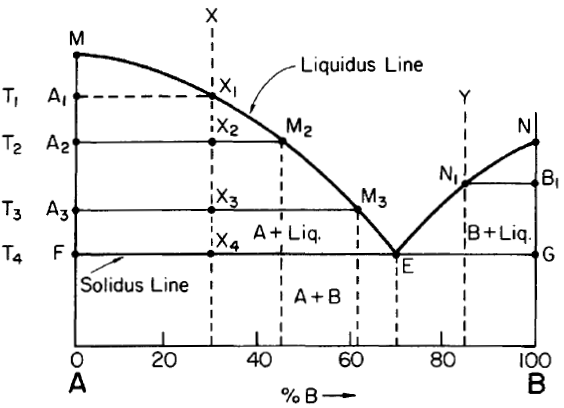 X
M
Liquidus Line
T₁ A₁ X₁ Y
T₂ A₂ X₂ M₂ N
N₁ B₁
T₃ A₃ X₃ M₃
A + Liq. B + Liq.
T₄ F X₄ E G
Solidus Line
A + B
0 20 40 60 80 100
A B
% B